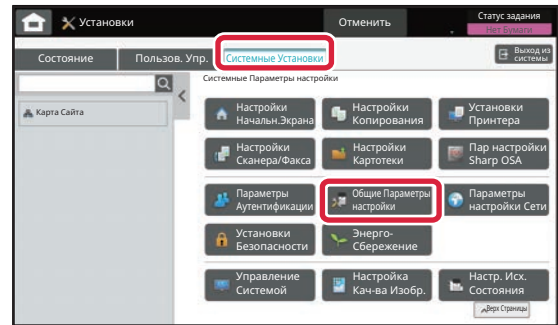 Установки
Отменить
Статус задания
Нет Бумаги
Состояние
Пользов. Упр.
Системные Установки
Выход из
системы
Системные Параметры настройки
Карта Сайта
Настройки
Начальн.Экрана
Настройки
Копирования
Установки
Принтера
Настройки
Сканера/Факса
Настройки
Картотеки
Пар настройки
Sharp OSA
Параметры
Аутентификации
Общие Параметры
настройки
Параметры
настройки Сети
Установки
Безопасности
Энерго-
Сбережение
Управление
Системой
Настройка
Кач-ва Изобр.
Настр. Исх.
Состояния
Верх Страницы